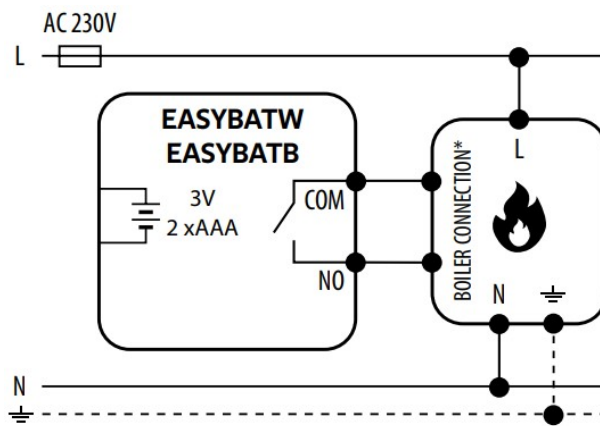 AC 230V
L
EASYBATW
EASYBATB
3V
2 xAAA
COM
NO
BOILER CONNECTION*
L
N
N